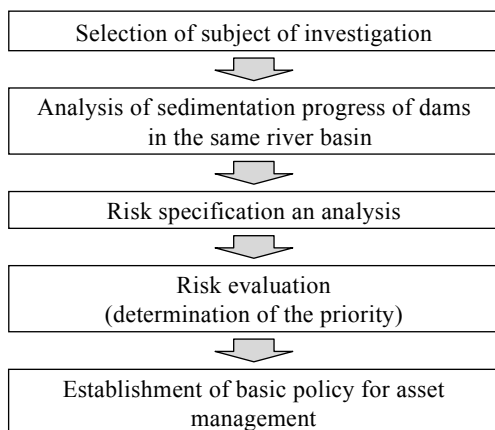 Selection of subject of investigation
Analysis of sedimentation progress of dams
in the same river basin
Risk specification an analysis
Risk evaluation
(determination of the priority)
Establishment of basic policy for asset
management